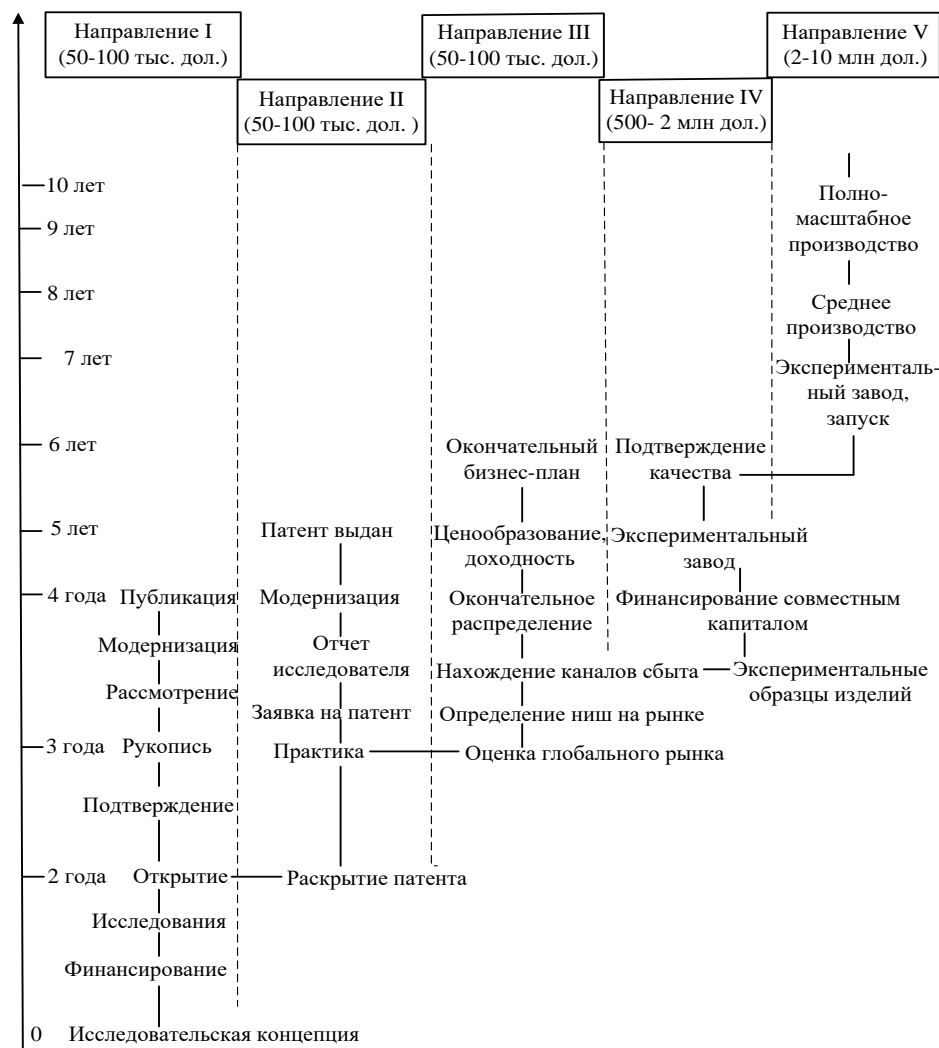 Направление I
(50-100 тыс. дол.)
Направление II
(50-100 тыс. дол. )
Направление III
(50-100 тыс. дол.)
Направление IV
(500- 2 млн дол.)
Направление V
(2-10 млн дол.)
10 лет
9 лет
8 лет
7 лет
6 лет
5 лет
4 года
3 года
2 года
0
Публикация
Модернизация
Рассмотрение
Рукопись
Подтверждение
Открытие
Исследования
Финансирование
Исследовательская концепция
Патент выдан
Модернизация
Отчет
исследователя
Заявка на патент
Практика
Раскрытие патента
Окончательный
бизнес-план
Ценообразование,
доходность
Окончательное
распределение
Нахождение каналов сбыта
Определение ниш на рынке
Оценка глобального рынка
Подтверждение
качества
Экспериментальный
завод
Финансирование совместным
капиталом
Экспериментальные
образцы изделий
Полно-
масштабное
производство
Среднее
производство
Эксперименталь-
ный завод,
запуск